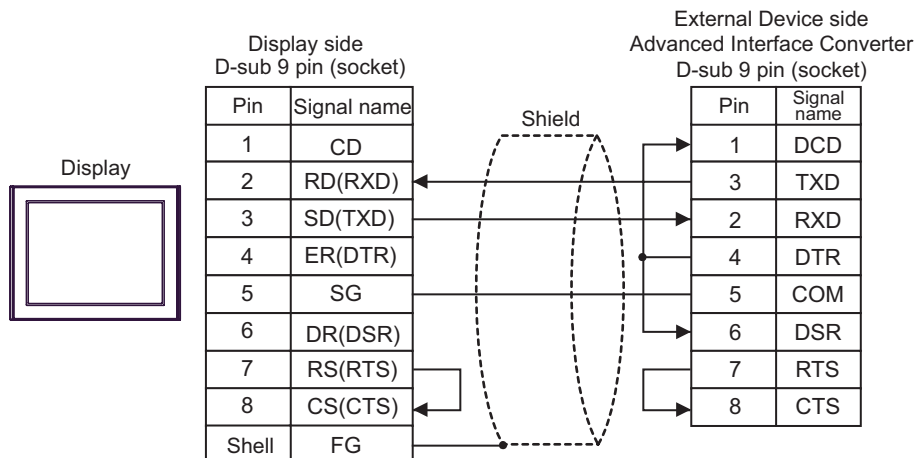 External Device side
Advanced Interface Converter
D-sub 9 pin (socket)
Display side
D-sub 9 pin (socket)
Display
Shield
Pin Signal name
1 CD
2 RD(RXD)
3 SD(TXD)
4 ER(DTR)
5 SG
6 DR(DSR)
7 RS(RTS)
8 CS(CTS)
Shell FG
Pin Signal
name
1 DCD
3 TXD
2 RXD
4 DTR
5 COM
6 DSR
7 RTS
8 CTS